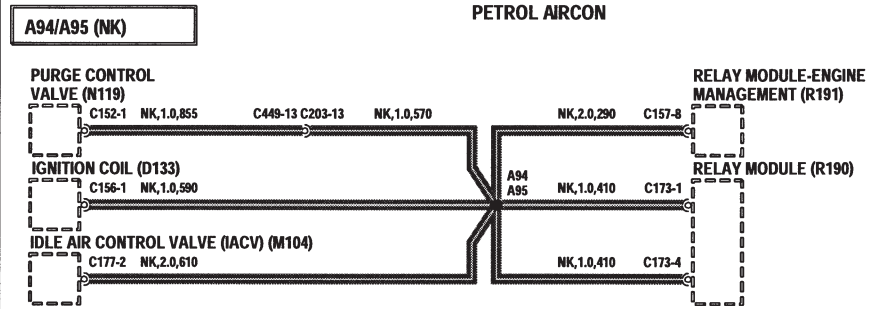 PETROL AIRCON
A94/A95 (NK)
PURGE CONTROL
VALVE (N119)
C152-1 NK,1.0,855 C449-13 C203-13 NK,1.0,570
RELAY MODULE-ENGINE
MANAGEMENT (R191)
NK,2.0,290 C157-8
IGNITION COIL (D133)
C156-1 NK,1.0,590
A94
A95
RELAY MODULE (R190)
NK,1.0,410 C173-1
IDLE AIR CONTROL VALVE (IACV) (M104)
C177-2 NK,2.0,610
NK,1.0,410 C173-4